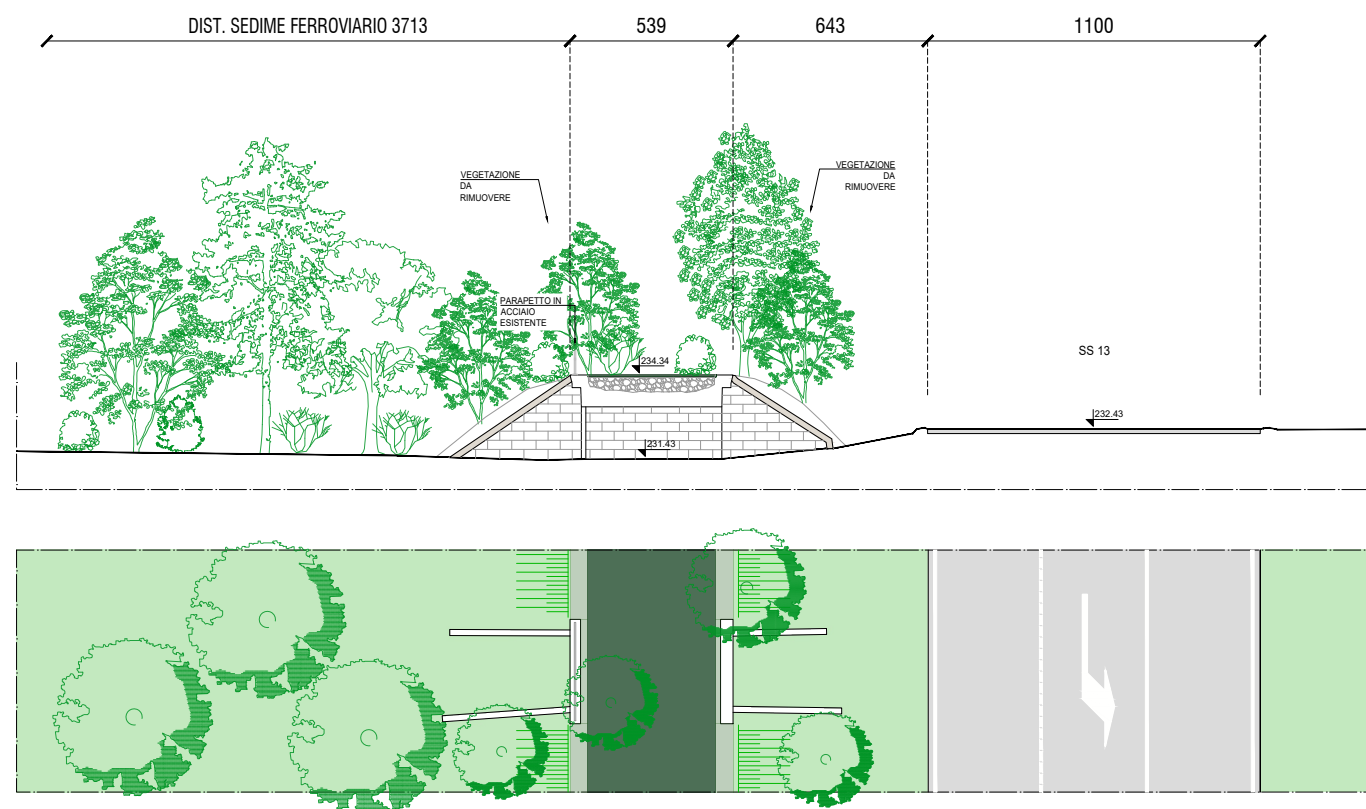 DIST. SEDIME FERROVIARIO 3713
539
643
1100
VEGETAZIONE
DA
RIMUOVERE
VEGETAZIONE
DA
RIMUOVERE
PARAPETTO IN
ACCIAIO
ESISTENTE
234.34
SS 13
232.43
231.43